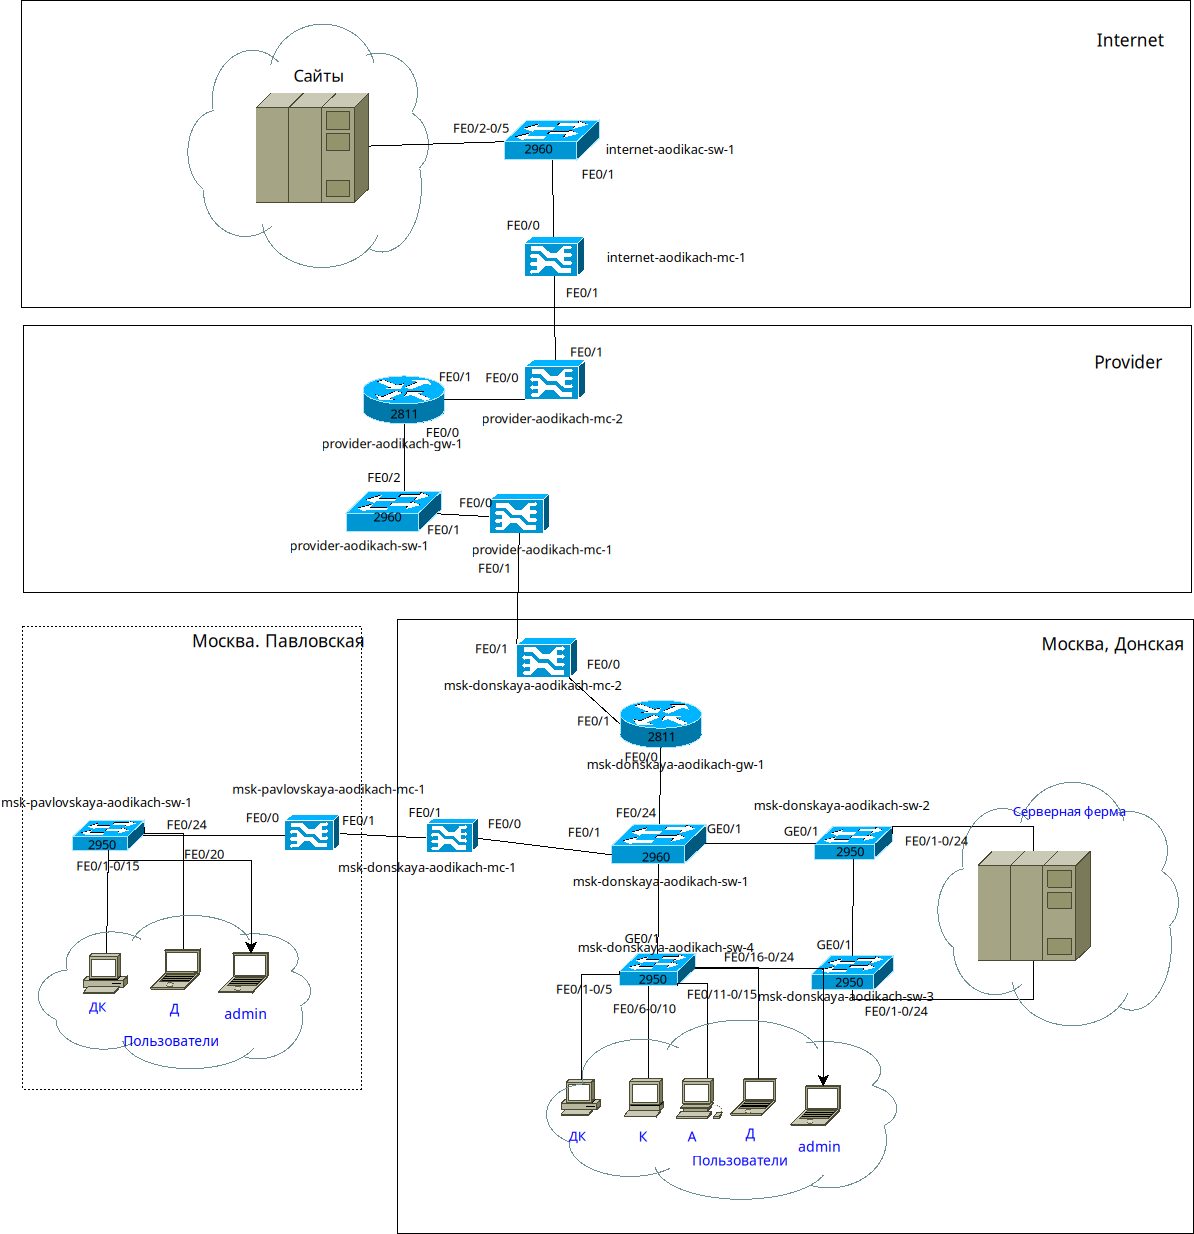 Internet
Сайты
FE0/2-0/5
2960
internet-aodikac-sw-1
FE0/1
FE0/0
internet-aodikach-mc-1
FE0/1
Provider
FE0/1
FE0/1
FE0/0
2811
provider-aodikach-mc-2
FE0/0
provider-aodikach-gw-1
FE0/2
FE0/0
2960
FE0/1
provider-aodikach-sw-1
provider-aodikach-mc-1
FE0/1
Москва. Павловская
Москва, Донская
FE0/1
FE0/0
msk-donskaya-aodikach-mc-2
FE0/1
2811
FE0/0
msk-donskaya-aodikach-gw-1
msk-pavlovskaya-aodikach-mc-1
msk-pavlovskaya-aodikach-sw-1
FE0/24
FE0/0
FE0/1
FE0/1
FE0/0
2950
FE0/20
FE0/1-0/15
msk-donskaya-aodikach-mc-1
FE0/24
msk-donskaya-aodikach-sw-2
Серверная ферма
FE0/1
GE0/1
GE0/1
FE0/1-0/24
2960
2950
msk-donskaya-aodikach-sw-1
GE0/1
msk-donskaya-aodikach-sw-4
GE0/1
FE0/16-0/24
2950
2950
FE0/1-0/5
FE0/11-0/15
msk-donskaya-aodikach-sw-3
FE0/6-0/10
FE0/1-0/24
ДК
Д
admin
Пользователи
ДК
К
А
Д
admin
Пользователи